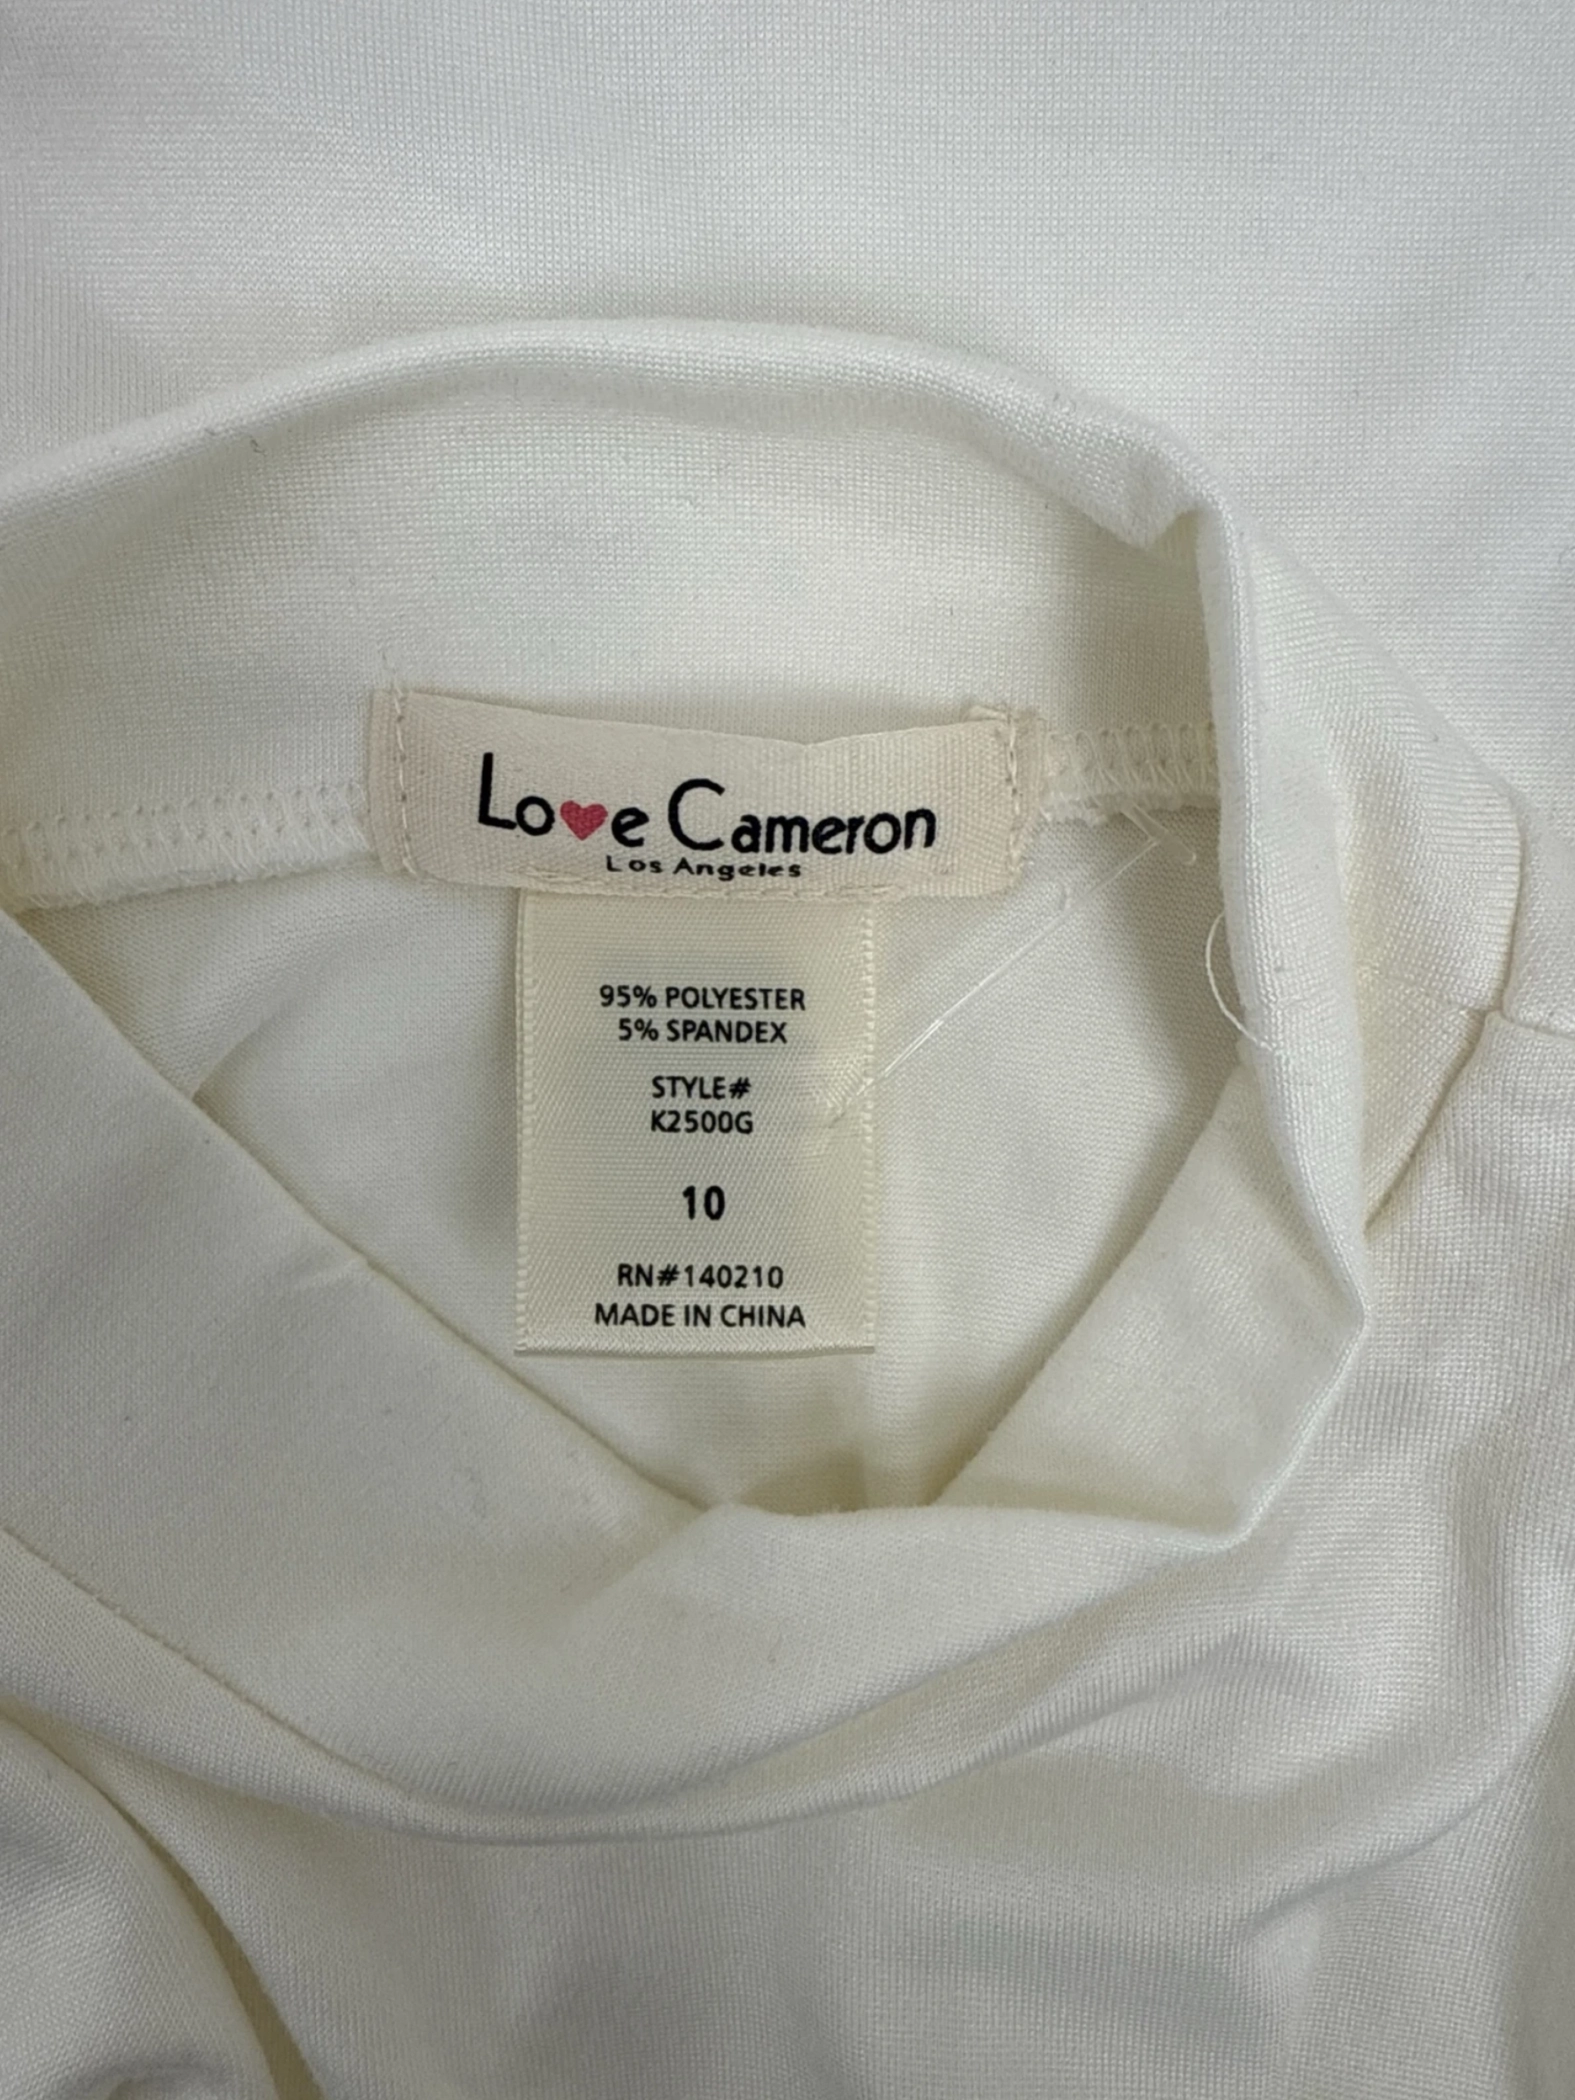 Love Cameron
Los Angeles
95% POLYESTER
5% SPANDEX
STYLE#
K2500G
10
RN#140210
MADE IN CHINA